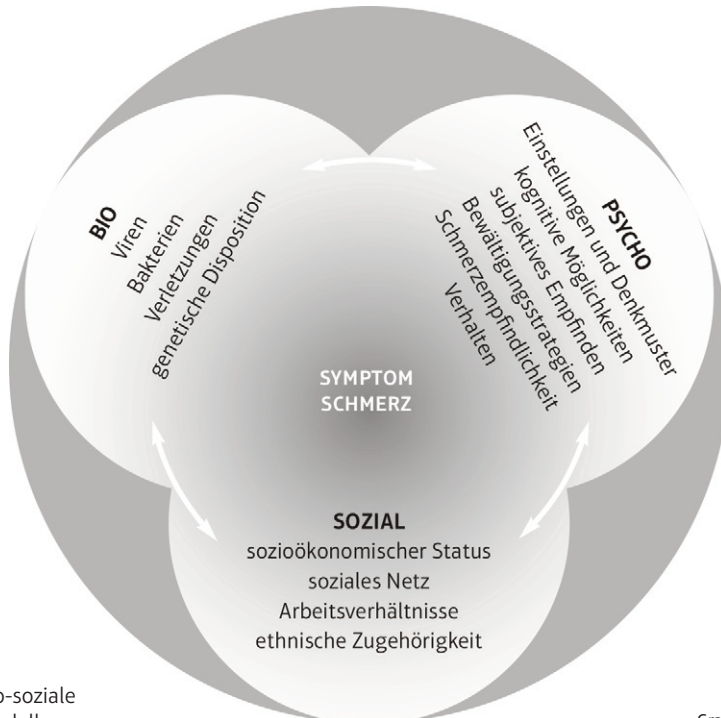 BIO
Viren
Bakterien
Verletzungen
genetische Disposition
PSYCHO
Einstellungen und Denkmuster
kognitive Möglichkeiten
subjektives Empfinden
Bewältigungsstrategien
Schmerzempfindlichkeit
Verhalten
SYMPTOM
SCHMERZ
SOZIAL
sozioökonomischer Status
soziales Netz
Arbeitsverhältnisse
ethnische Zugehörigkeit
o-soziale